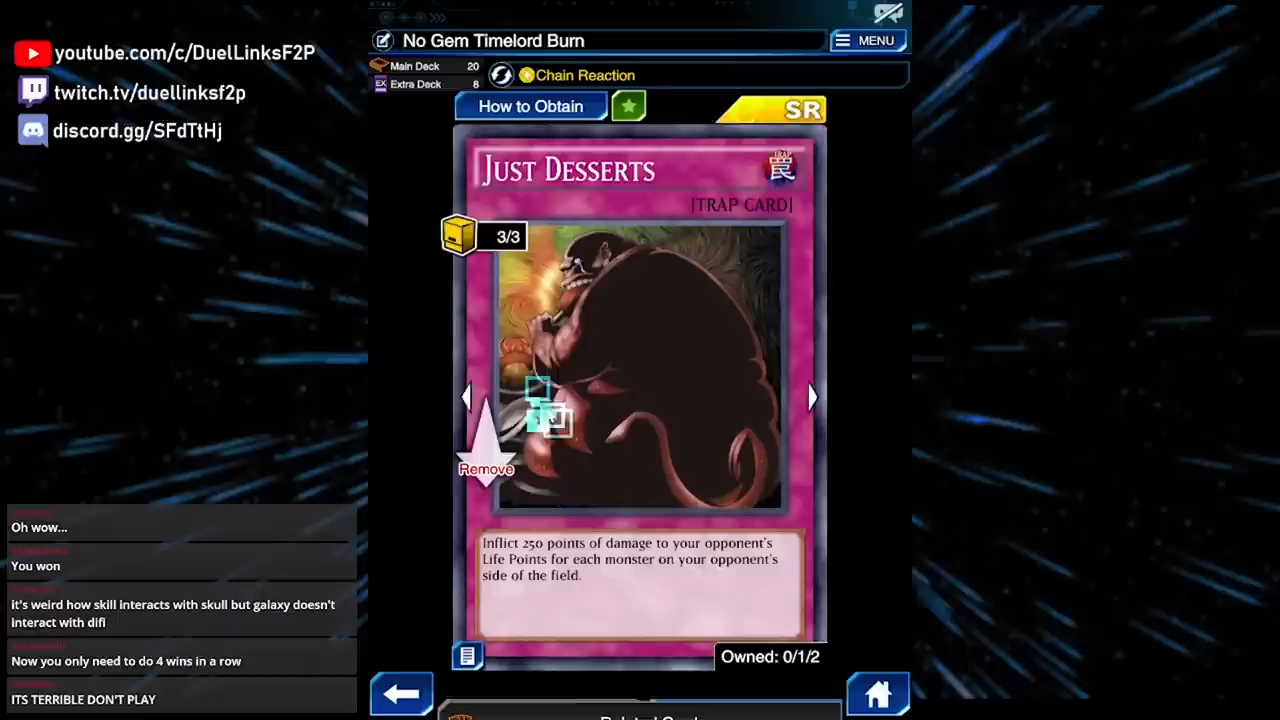 youtube.com/c/DuelLinksF2P
twitch.tv/duellinksf2p
discord.gg/SFdTtHj
No Gem Timelord Burn
MENU
Main Deck 20
EX Extra Deck 8
Chain Reaction
How to Obtain
SR
JUST DESSERTS
TRAP
罠
[TRAP CARD]
3/3
Remove
Inflict 250 points of damage to your opponent's
Life Points for each monster on your opponent's
side of the field.
Owned: 0/1/2
Oh wow...
You won
it's weird how skill interacts with skull but galaxy doesn't
interact with difi
Now you only need to do 4 wins in a row
ITS TERRIBLE DON'T PLAY